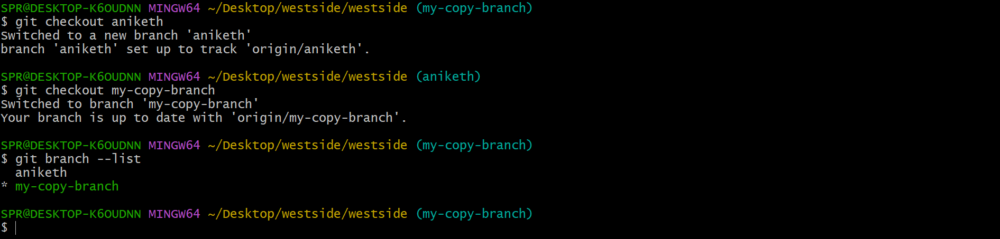 SPR@DESKTOP-K6OUDNN MINGW64 ~/Desktop/westside/westside (my-copy-branch)
$ git checkout aniketh
Switched to a new branch 'aniketh'
branch 'aniketh' set up to track 'origin/aniketh'.

SPR@DESKTOP-K6OUDNN MINGW64 ~/Desktop/westside/westside (aniketh)
$ git checkout my-copy-branch
Switched to branch 'my-copy-branch'
Your branch is up to date with 'origin/my-copy-branch'.

SPR@DESKTOP-K6OUDNN MINGW64 ~/Desktop/westside/westside (my-copy-branch)
$ git branch --list
  aniketh
* my-copy-branch

SPR@DESKTOP-K6OUDNN MINGW64 ~/Desktop/westside/westside (my-copy-branch)
$